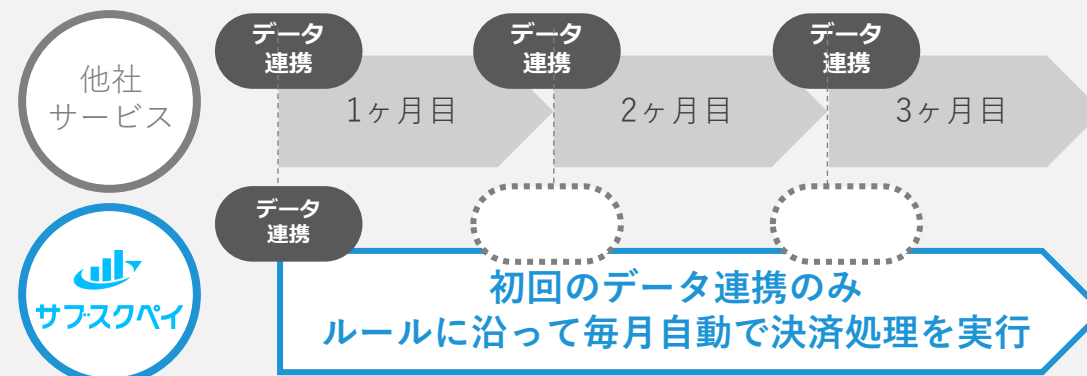 データ
連携
データ
連携
データ
連携
他社
サービス
1ヶ月目
2ヶ月目
3ヶ月目
データ
連携
サブスクペイ
初回のデータ連携のみ
ルールに沿って毎月自動で決済処理を実行